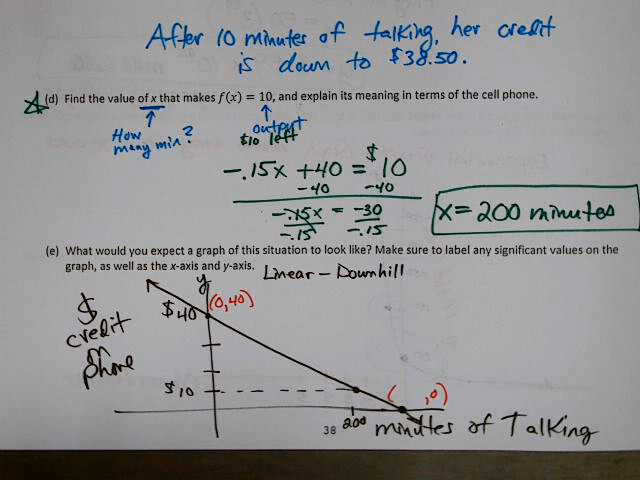 After 10 minutes of talking, her credit
is down to $38.50.
(d) Find the value of x that makes f(x) = 10, and explain its meaning in terms of the cell phone.
How many min? output $10 left
-.15x + 40 = $10
-40 -40
-.15x = -30
-.15 -.15
x = 200 minutes
(e) What would you expect a graph of this situation to look like? Make sure to label any significant values on the
graph, as well as the x-axis and y-axis. Linear - Downhill
y
$40 (0,40)
$
credit
on
phone
$10 ( ,0)
200 minutes of Talking
38